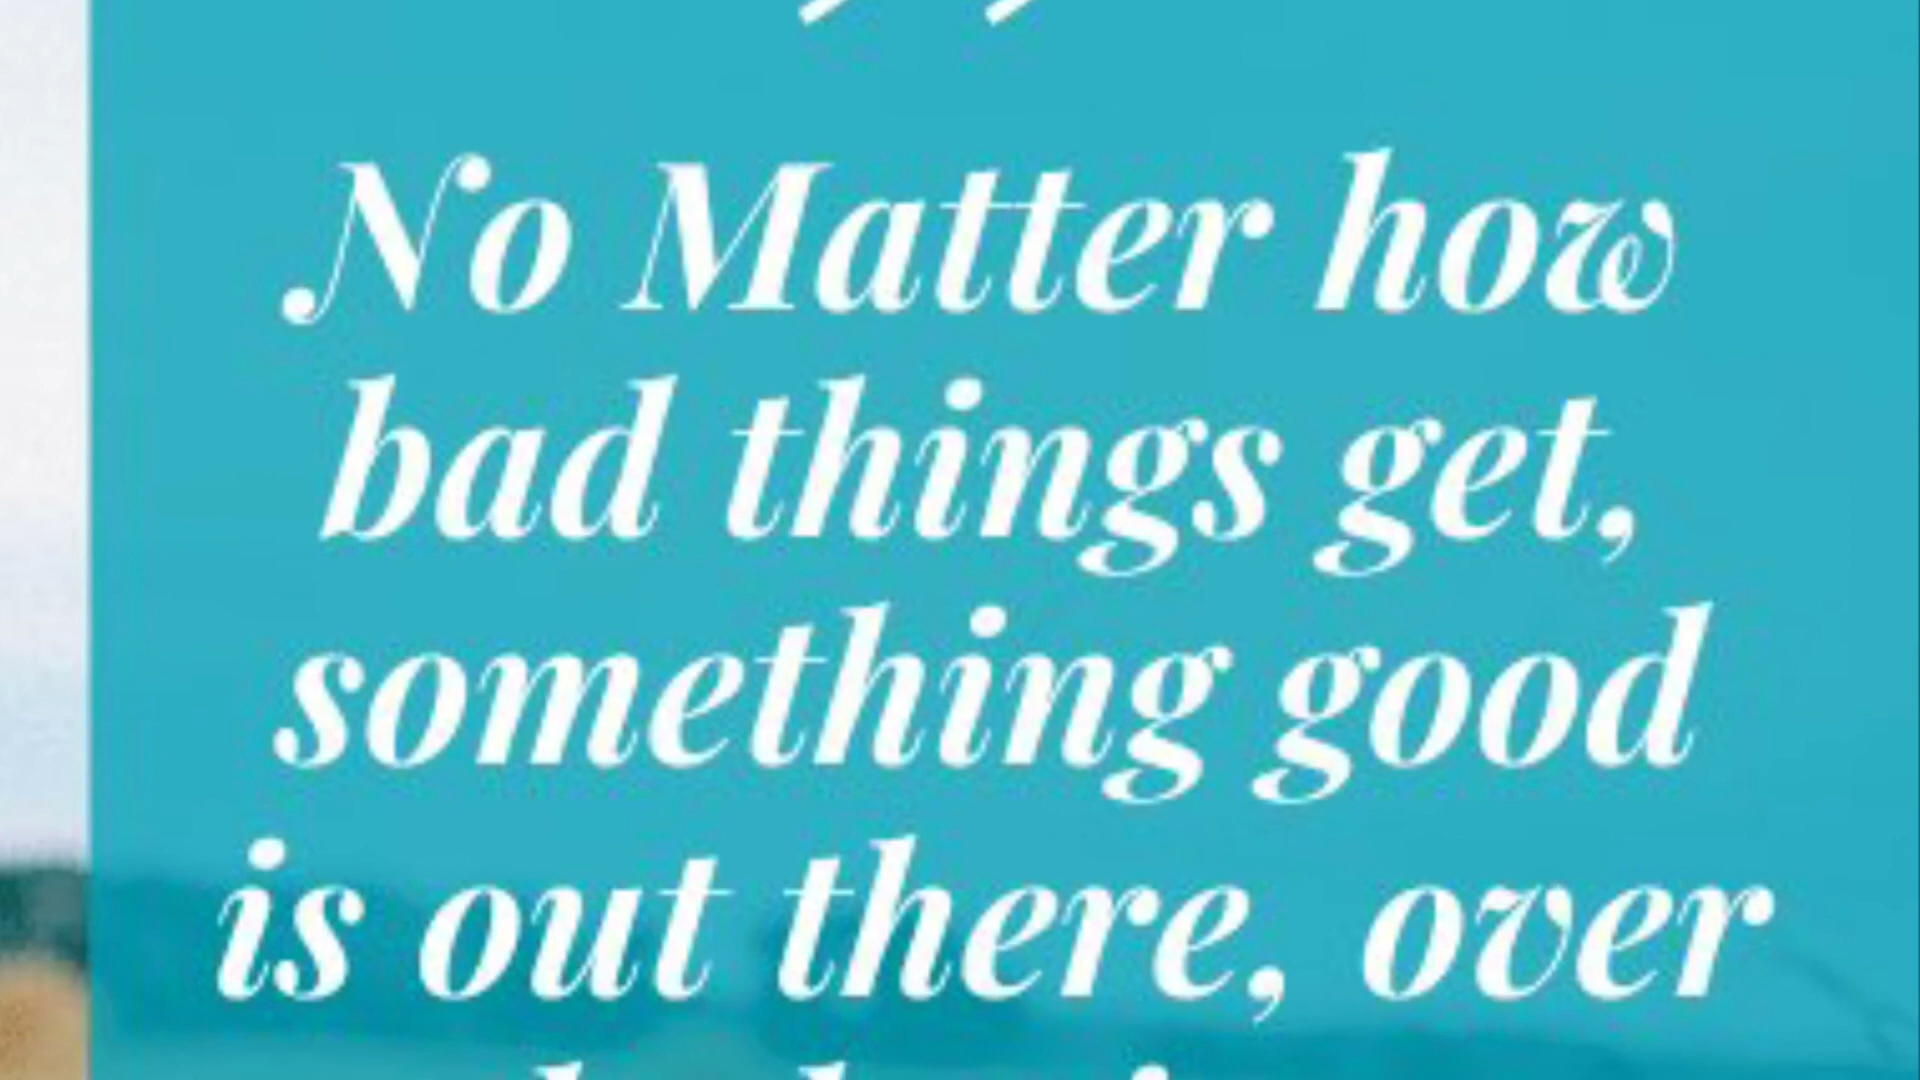 No Matter how
bad things get,
something good
is out there, over